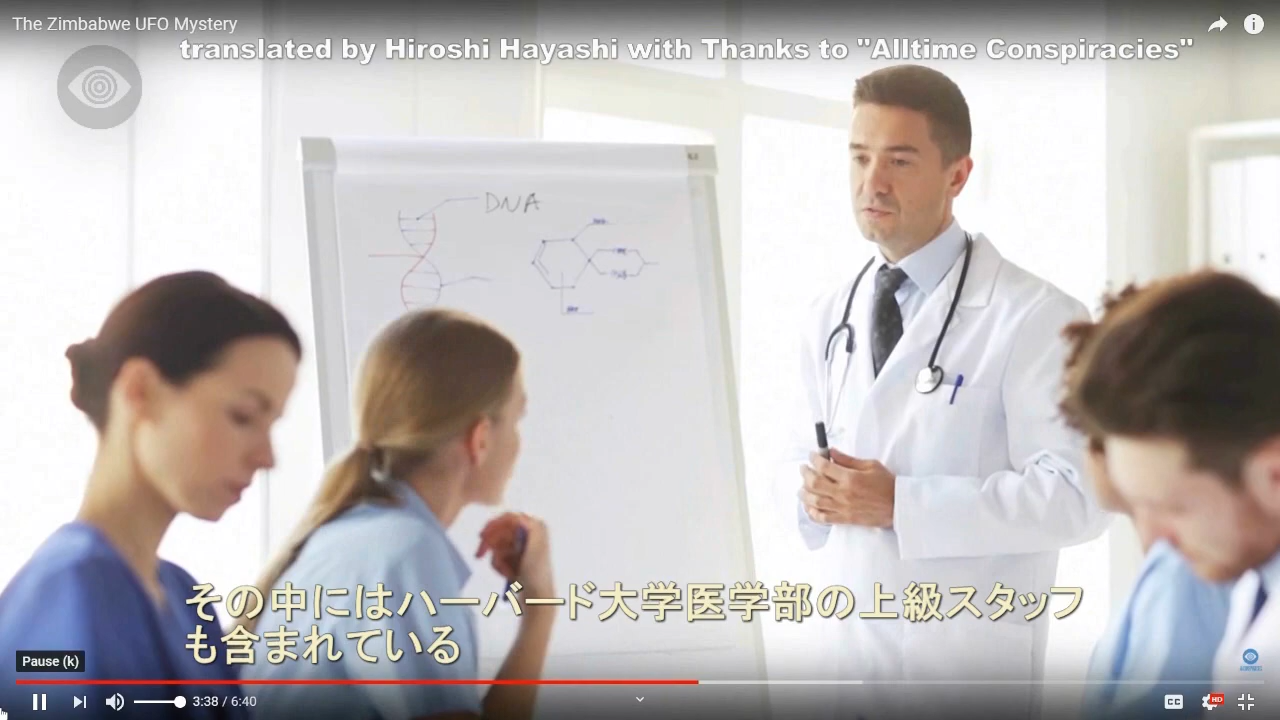 The Zimbabwe UFO Mystery
translated by Hiroshi Hayashi with Thanks to "Alltime Conspiracies"
DNA
その中にはハーバード大学医学部の上級スタッフ
も含まれている
Pause (k)
3:38 / 6:40
CC
HD